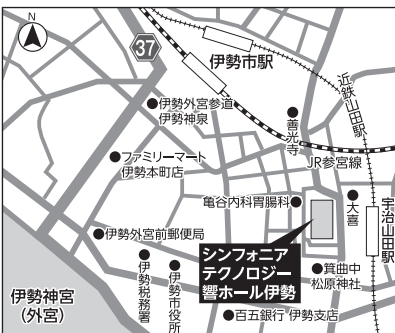 N
37
伊勢市駅
近鉄山田線
伊勢外宮参道
伊勢神泉
善光寺
JR参宮線
ファミリーマート
伊勢本町店
亀谷内科胃腸科
大喜
宇治山田駅
伊勢外宮前郵便局
シンフォニア
テクノロジー
響ホール伊勢
箕曲中
松原神社
伊勢税務署
伊勢市役所
伊勢神宮
(外宮)
百五銀行 伊勢支店